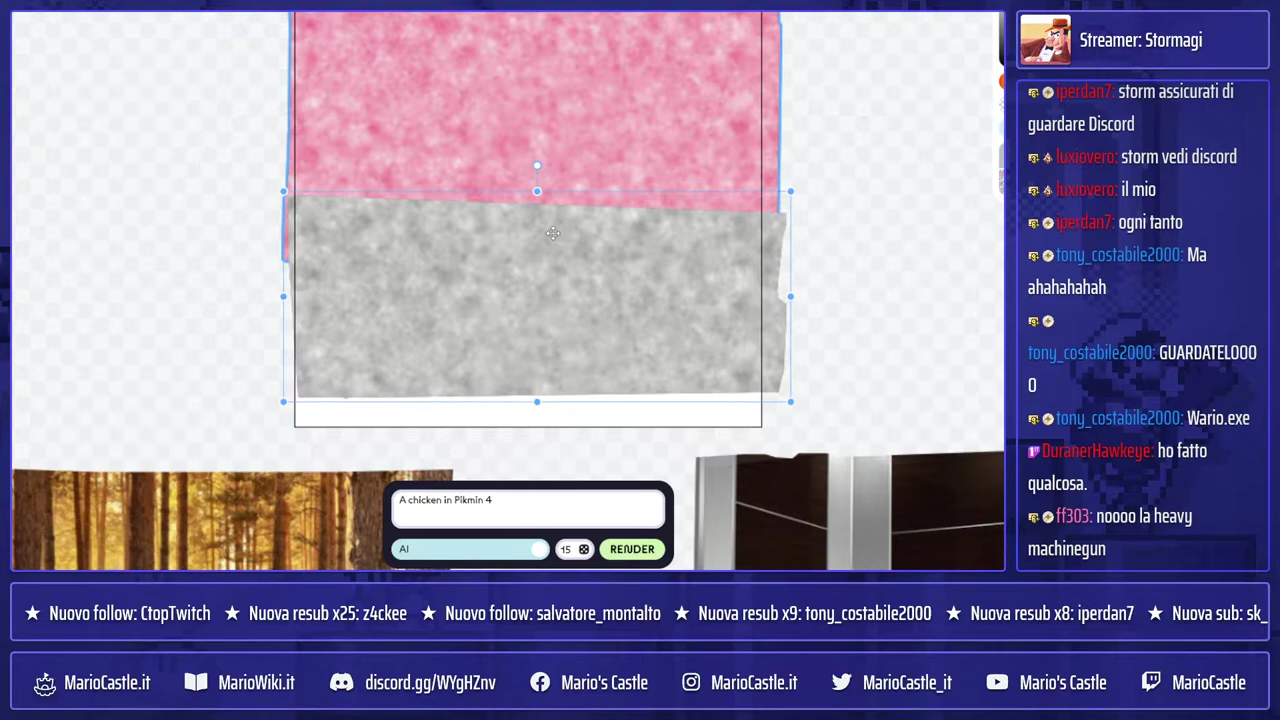 Streamer: Stormagi
iperdan7: storm assicurati di
guardare Discord
luxiovero: storm vedi discord
luxiovero: il mio
iperdan7: ogni tanto
tony_costabile2000: Ma
ahahahahah
tony_costabile2000: GUARDATELOOO
O
tony_costabile2000: Wario.exe
DuranerHawkeye: ho fatto
qualcosa.
ff303: noooo la heavy
machinegun
A chicken in Pikmin 4
AI
15
RENDER
★ Nuovo follow: CtopTwitch ★ Nuova resub x25: z4ckee ★ Nuovo follow: salvatore_montalto ★ Nuova resub x9: tony_costabile2000 ★ Nuova resub x8: iperdan7 ★ Nuova sub: sk_
MarioCastle.it MarioWiki.it discord.gg/WYgHZnv Mario's Castle MarioCastle.it MarioCastle_it Mario's Castle MarioCastle